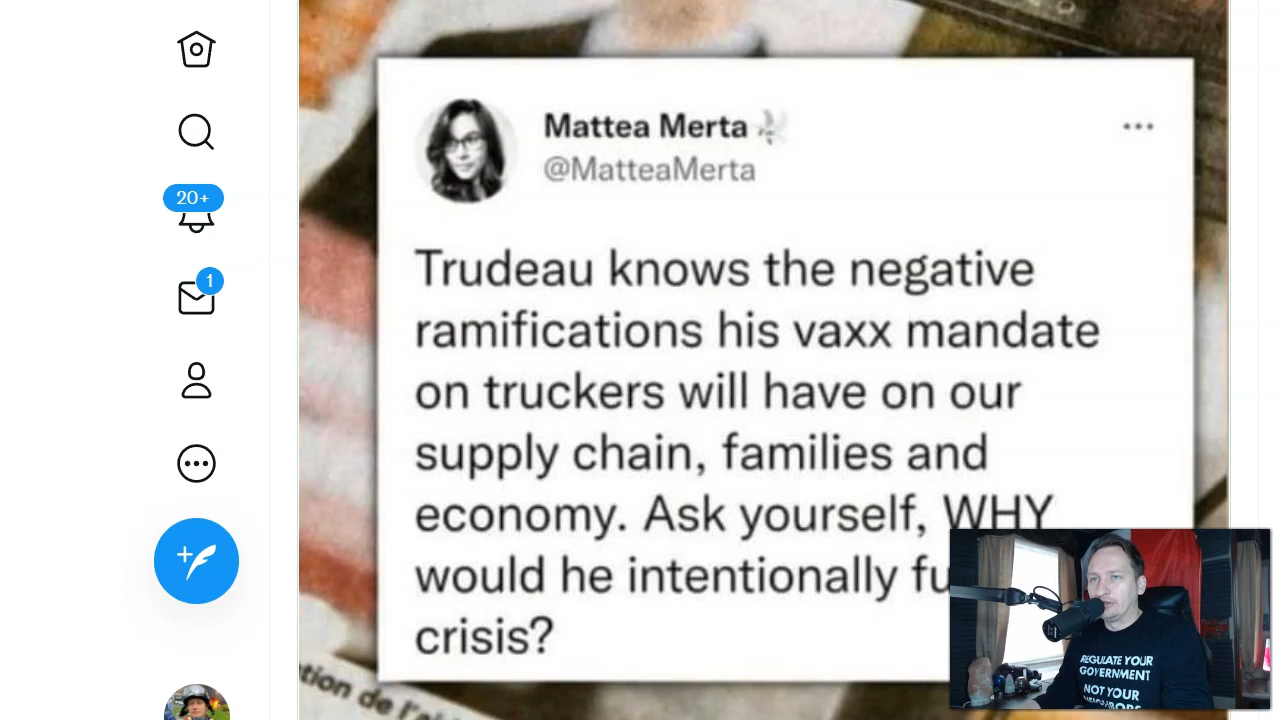 20+
1
Mattea Merta
@MatteaMerta
Trudeau knows the negative
ramifications his vaxx mandate
on truckers will have on our
supply chain, families and
economy. Ask yourself, WHY
would he intentionally fu
crisis?
tion de l'a
REGULATE YOUR
GOVERNMENT
NOT YOUR
NEIGHBORS